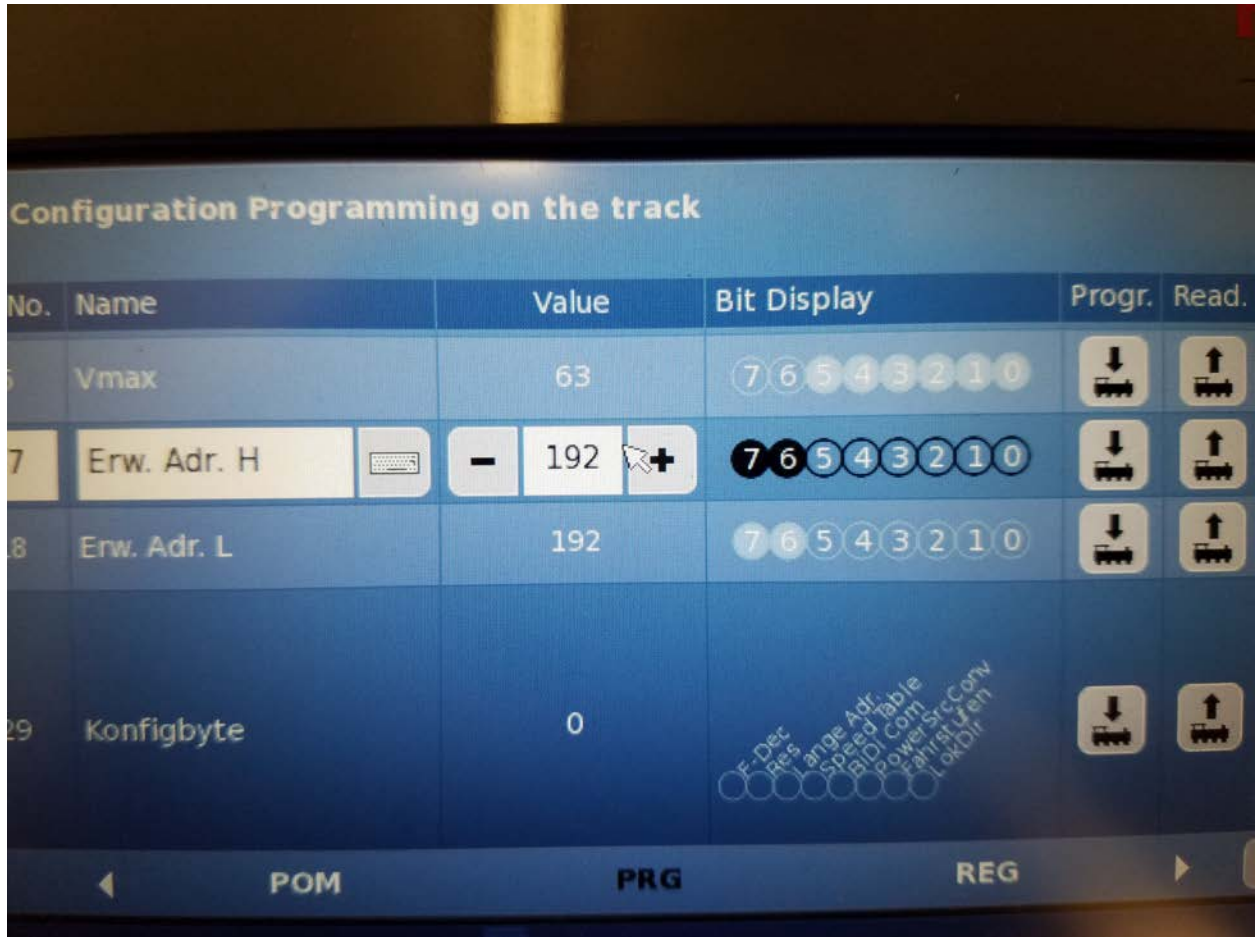 Configuration Programming on the track
No. Name Value Bit Display Progr. Read.
Vmax 63 7 6 5 4 3 2 1 0
7 Erw. Adr. H - 192 + 7 6 5 4 3 2 1 0
8 Erw. Adr. L 192 7 6 5 4 3 2 1 0
29 Konfigbyte 0 F-Dec Res Lange Adr. Speed Table BiDi Com PowerSrcConv Fahrstufen LokDir
POM PRG REG